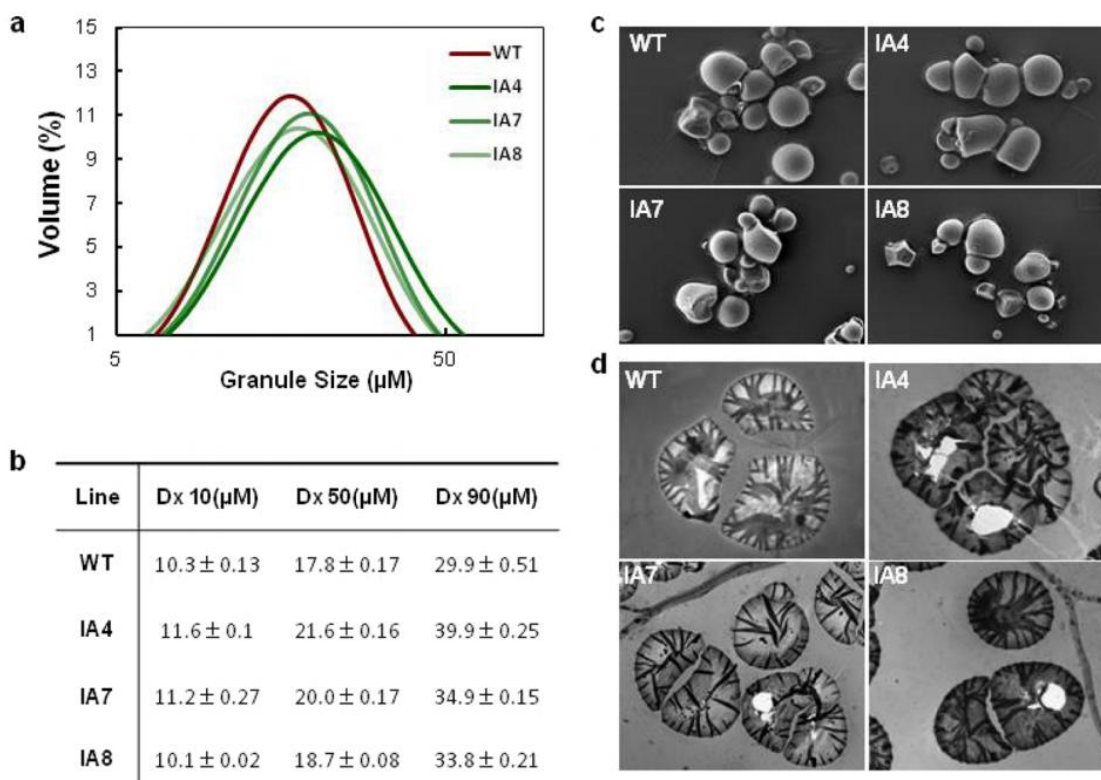 a
15
13
11
9
7
5
3
1
Volume (%)
5
50
Granule Size (µM)
WT
IA4
IA7
IA8
b
Line Dx 10(µM) Dx 50(µM) Dx 90(µM)
WT 10.3 ± 0.13 17.8 ± 0.17 29.9 ± 0.51
IA4 11.6 ± 0.1 21.6 ± 0.16 39.9 ± 0.25
IA7 11.2 ± 0.27 20.0 ± 0.17 34.9 ± 0.15
IA8 10.1 ± 0.02 18.7 ± 0.08 33.8 ± 0.21
c
WT
IA4
IA7
IA8
d
WT
IA4
IA7
IA8